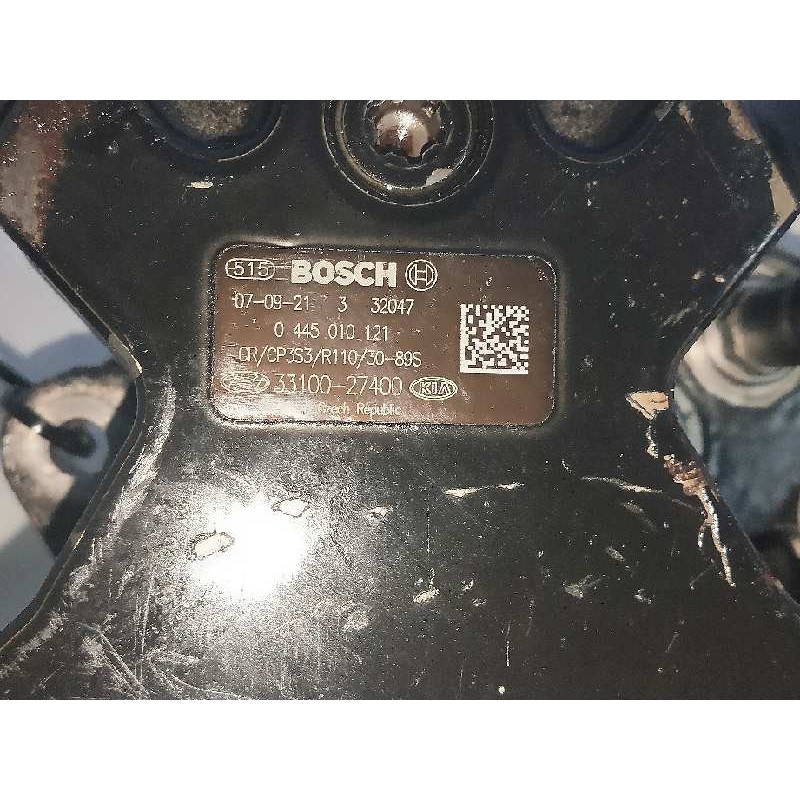 515 BOSCH
07-09-21 3 32047
0 445 010 121
CR/CP3S3/R110/30-89S
33100-27400 KIA
Czech Republic